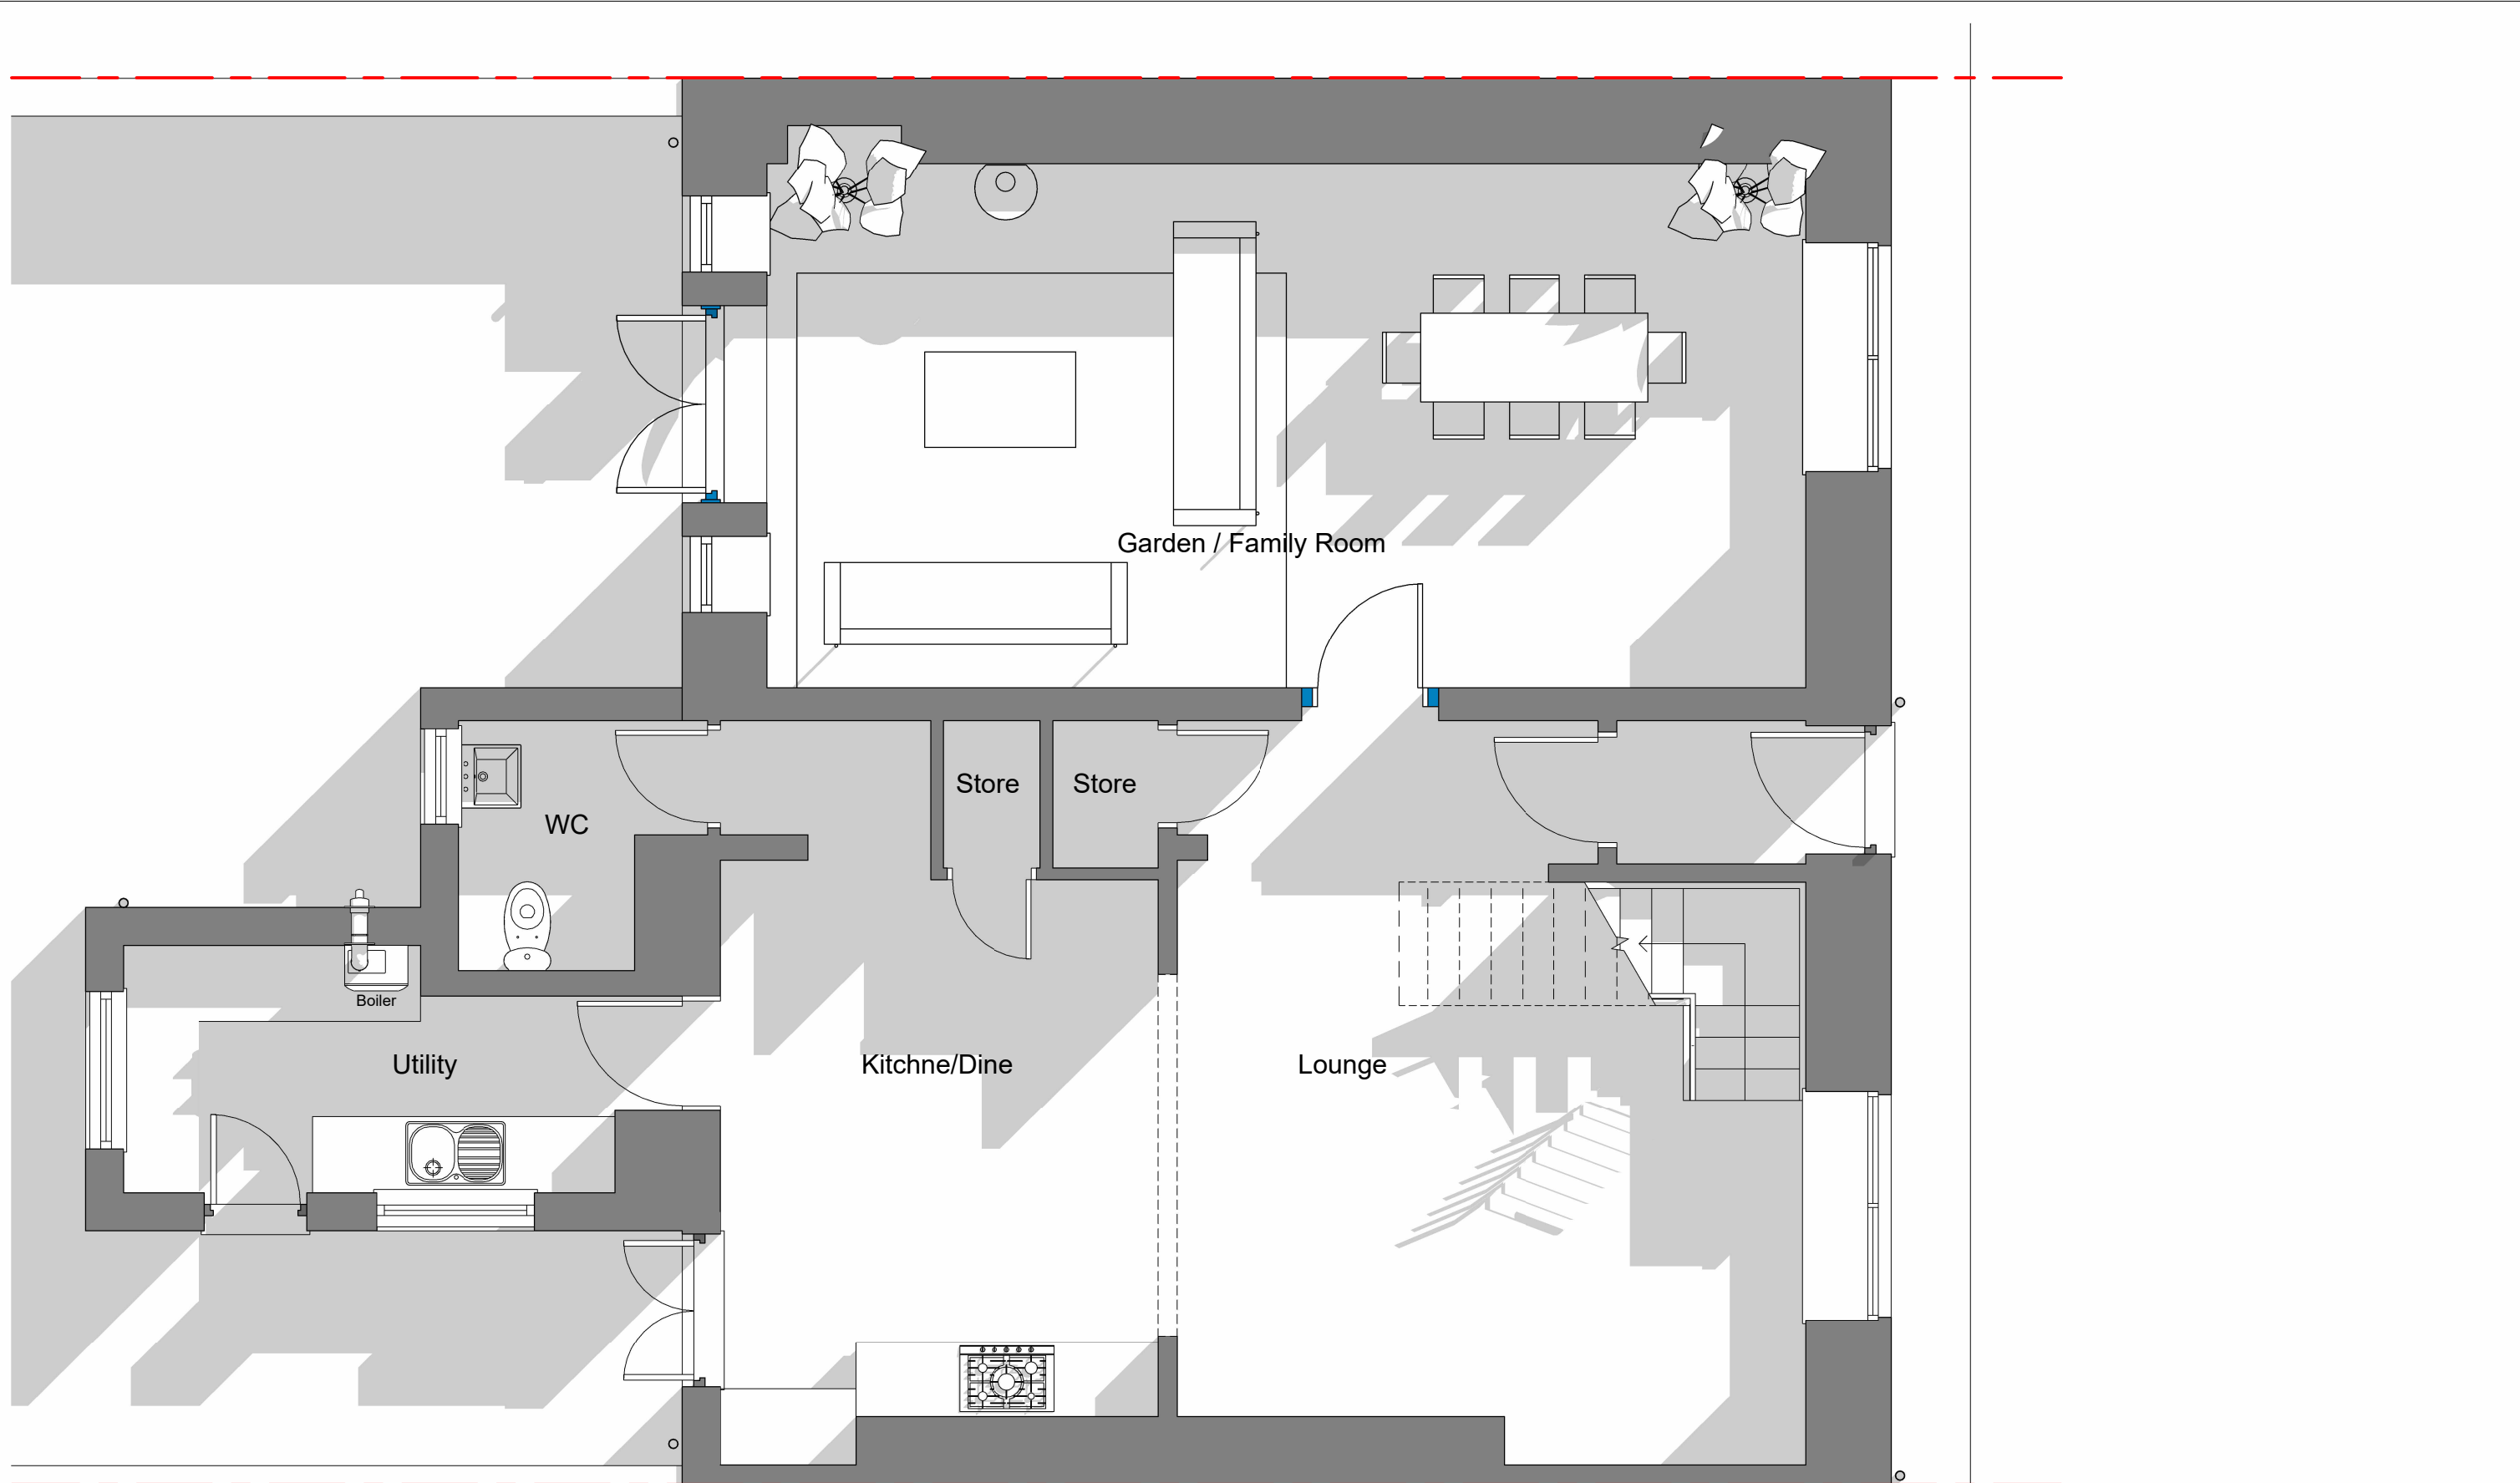 Garden / Family Room
Store
Store
WC
Boiler
Utility
Kitchne/Dine
Lounge